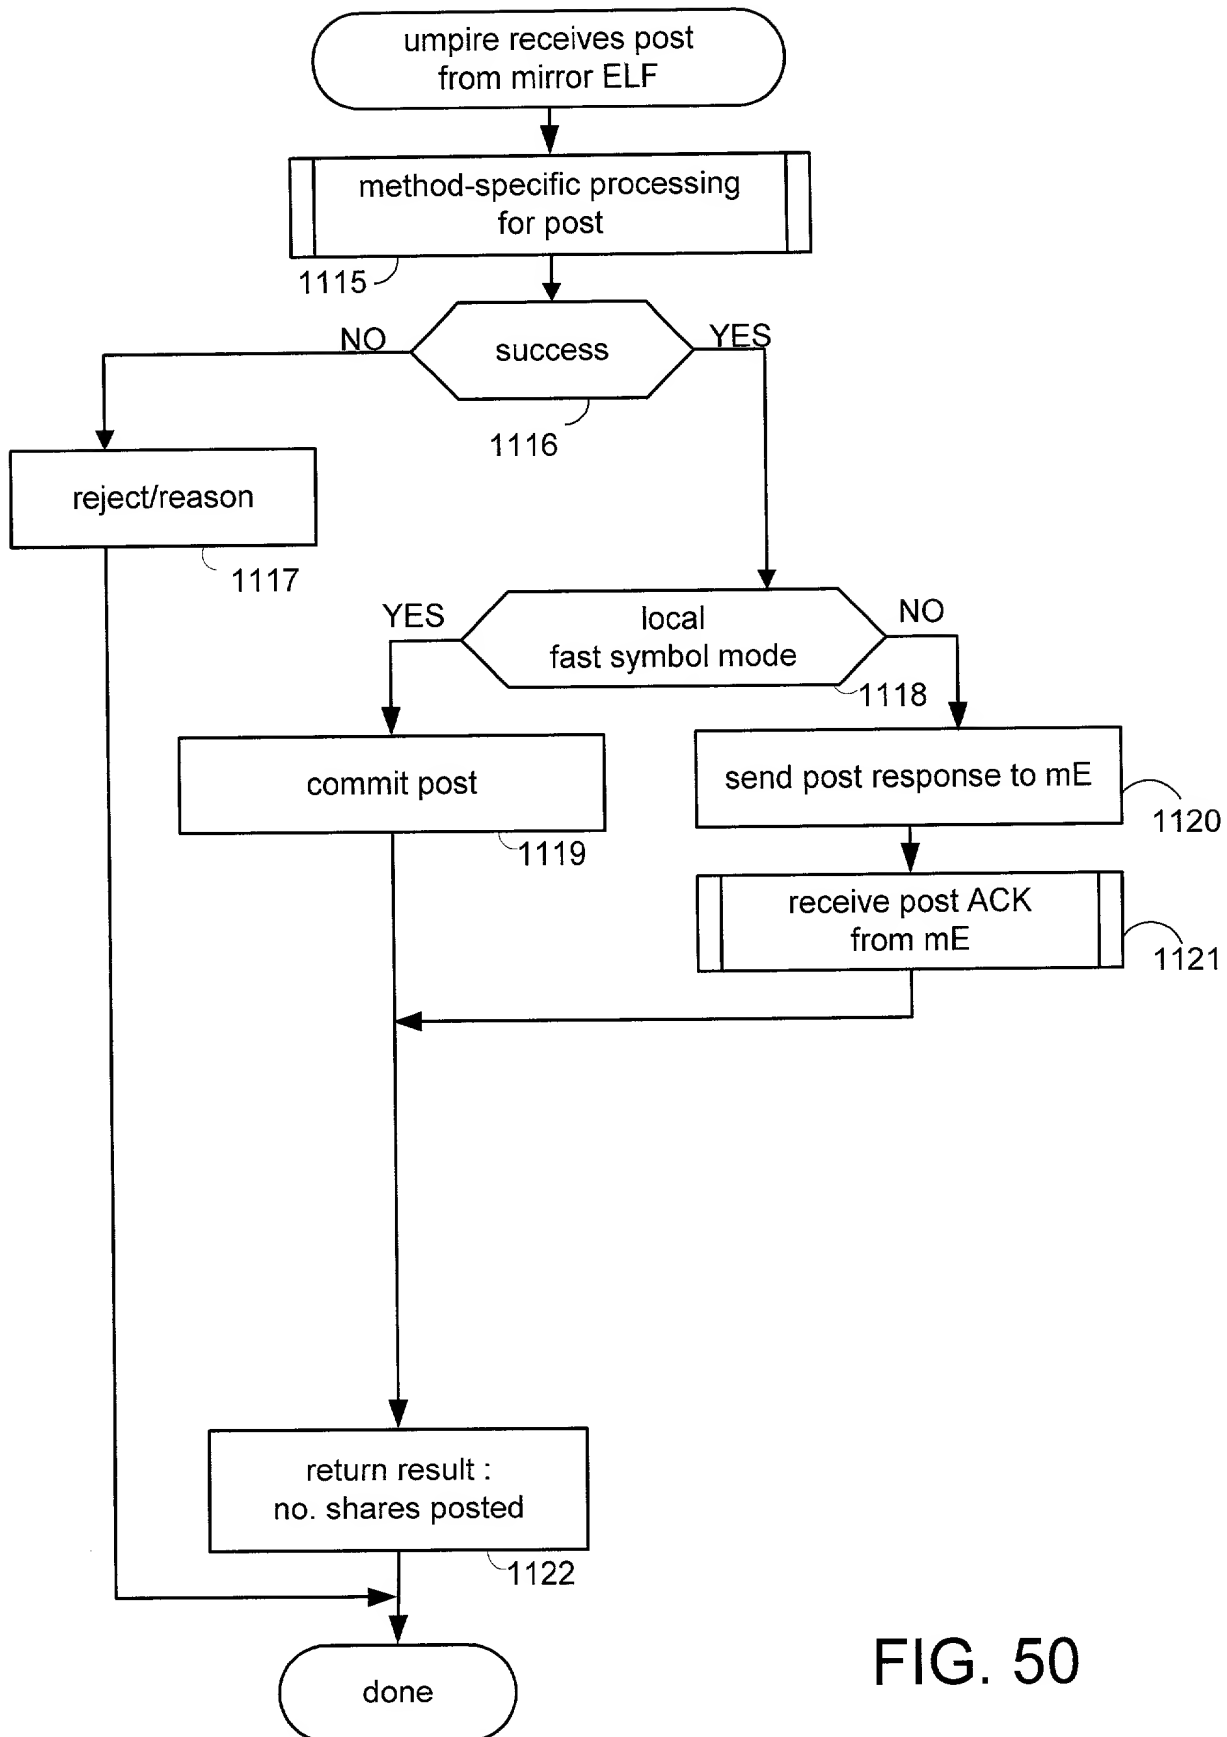 umpire receives post
from mirror ELF
method-specific processing
for post
1115
NO
success
YES
1116
reject/reason
1117
YES
local
fast symbol mode
NO
1118
commit post
1119
send post response to mE
1120
receive post ACK
from mE
1121
return result :
no. shares posted
1122
done
FIG. 50